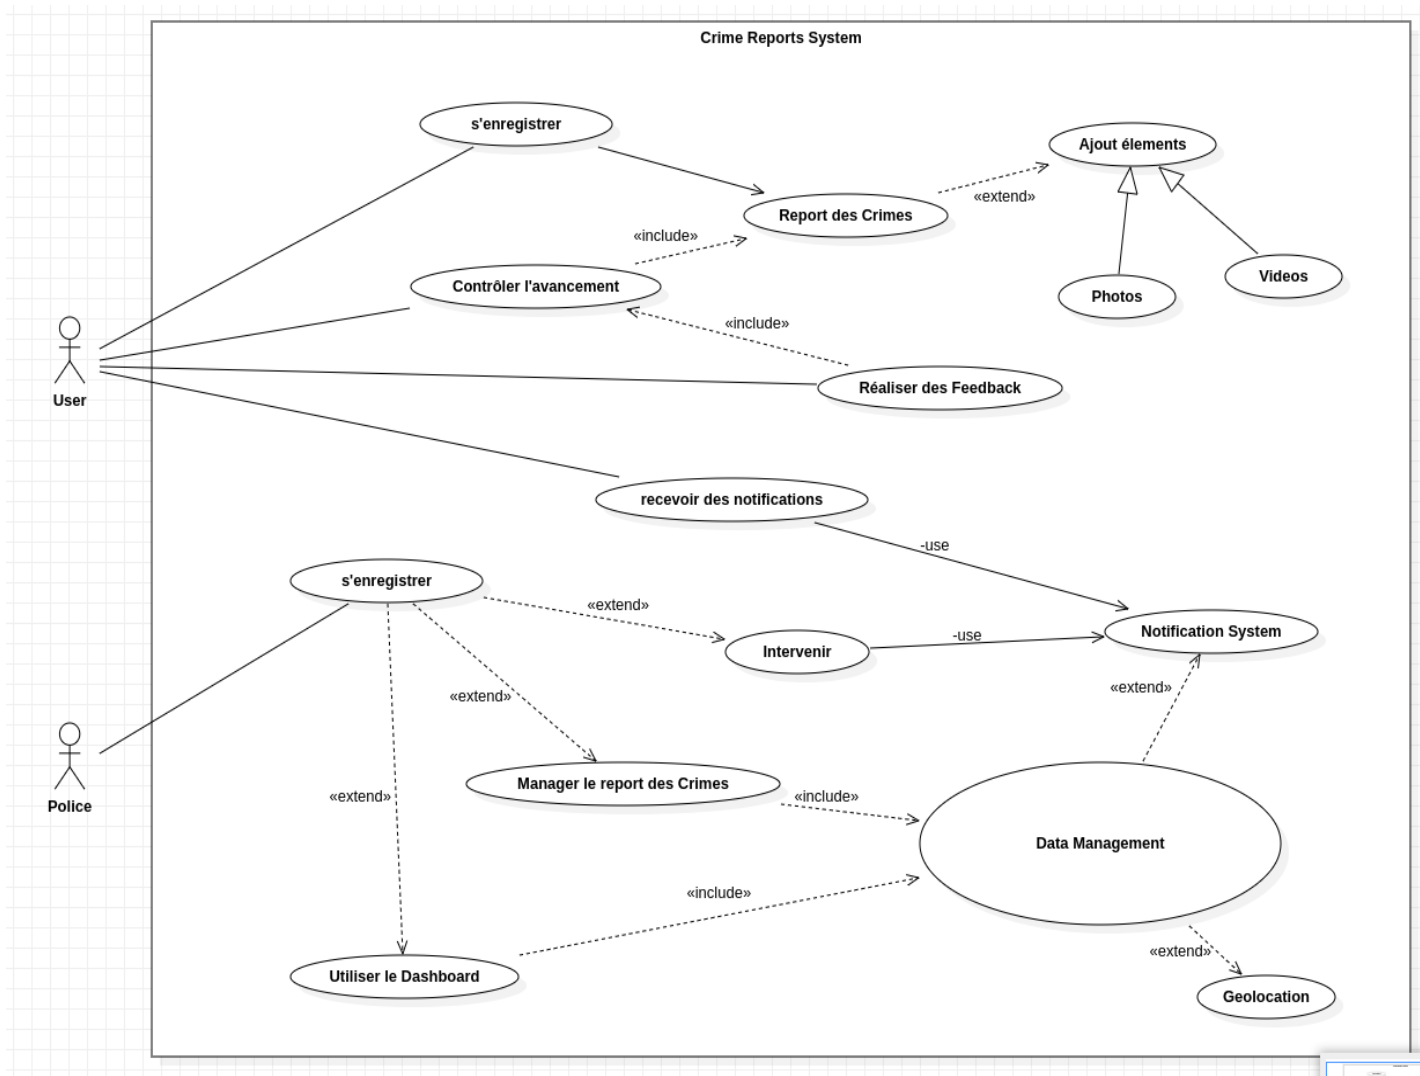 Crime Reports System
s'enregistrer
Ajout élements
«extend»
Report des Crimes
«include»
Contrôler l'avancement
Videos
Photos
«include»
User
Réaliser des Feedback
recevoir des notifications
-use
s'enregistrer
«extend»
Notification System
-use
Intervenir
«extend»
«extend»
Manager le report des Crimes
«include»
«extend»
Police
Data Management
«include»
«extend»
Utiliser le Dashboard
Geolocation